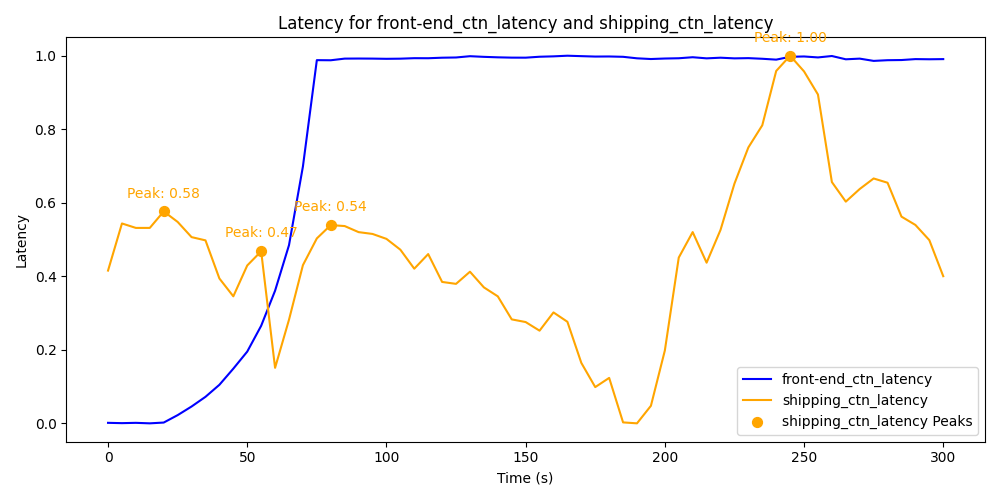 Latency for front-end_ctn_latency and shipping_ctn_latency
Peak: 1.00
Peak: 0.58
Peak: 0.47
Peak: 0.54
Latency
1.0
0.8
0.6
0.4
0.2
0.0
front-end_ctn_latency
shipping_ctn_latency
shipping_ctn_latency Peaks
0 50 100 150 200 250 300
Time (s)